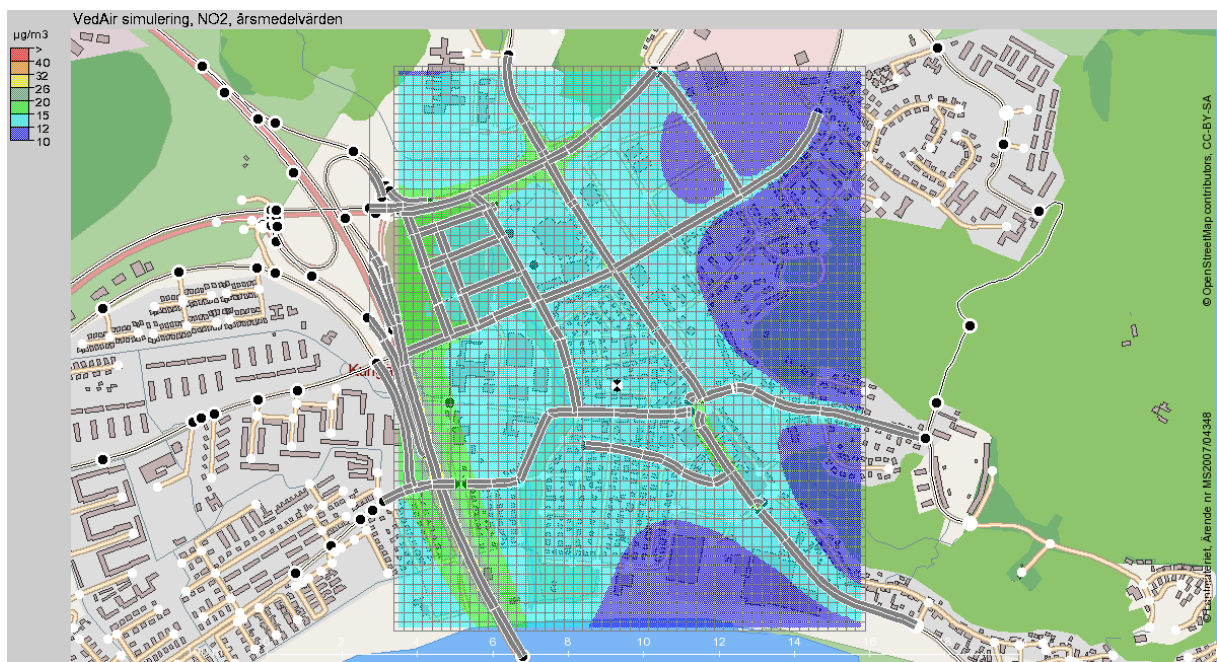 VedAir simulering, NO2, årsmedelvärden
µg/m3
>
40
32
26
20
15
12
10
© OpenStreetMap contributors, CC-BY-SA
2 4 6 8 10 12 14 16 18
Ärende nr MS2007/04348